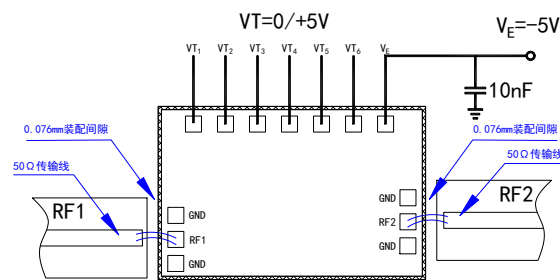 VT=0/+5V
V_E=-5V
VT₁ VT₂ VT₃ VT₄ VT₅ VT₆ V_E
10nF
0.076mm装配间隙
0.076mm装配间隙
50Ω传输线
50Ω传输线
RF1
GND
RF1
GND
GND
RF2
GND
RF2